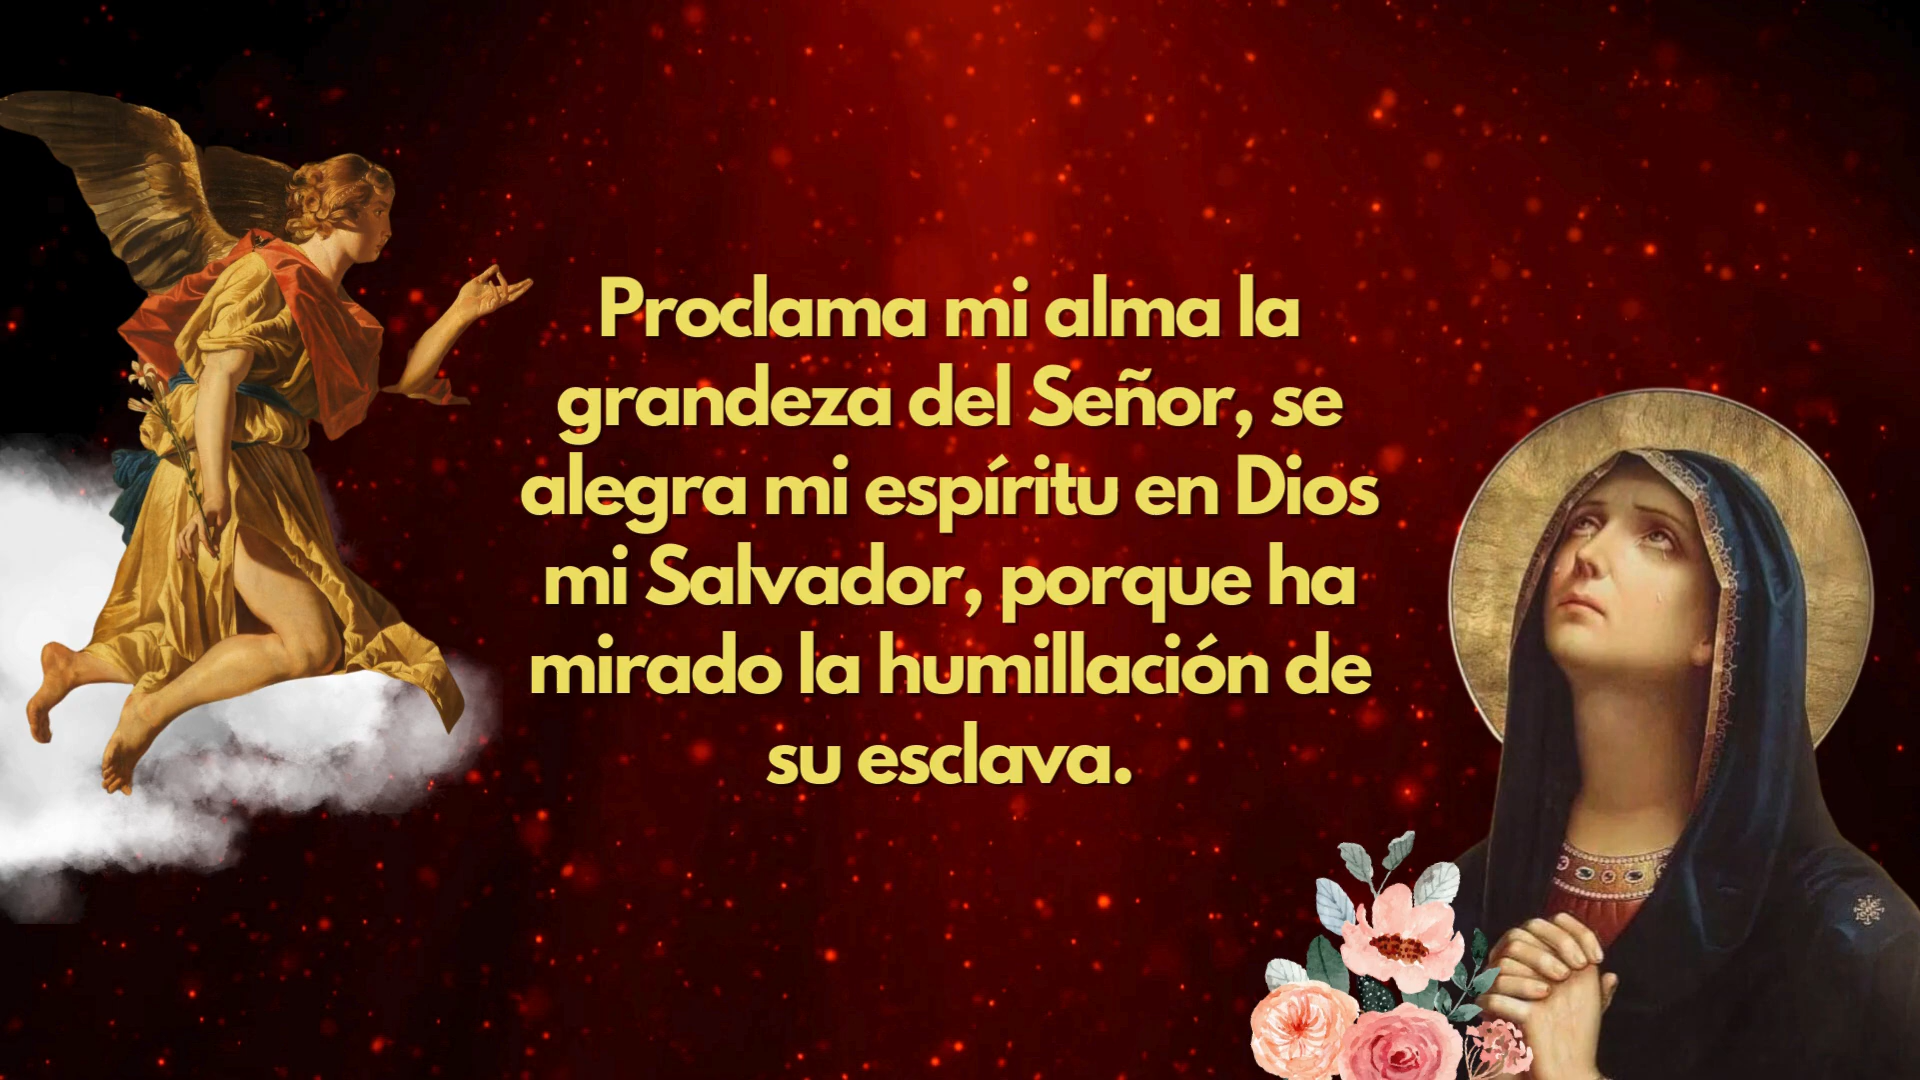 Proclama mi alma la
grandeza del Señor, se
alegra mi espíritu en Dios
mi Salvador, porque ha
mirado la humillación de
su esclava.